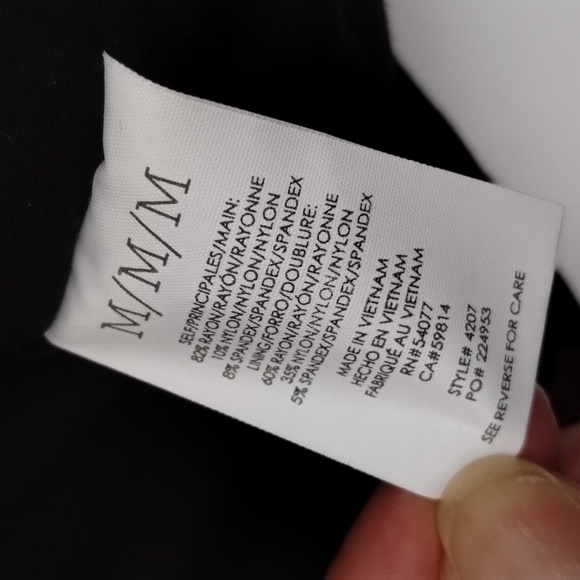 M/M/M
SELF/PRINCIPALES/MAIN:
82% RAYON/RAYÓN/RAYONNE
10% NYLON/NYLON/NYLON
8% SPANDEX/SPANDEX/SPANDEX
LINING/FORRO/DOUBLURE:
60% RAYON/RAYÓN/RAYONNE
35% NYLON/NYLON/NYLON
5% SPANDEX/SPANDEX/SPANDEX
MADE IN VIETNAM
HECHO EN VIETNAM
FABRIQUÉ AU VIETNAM
RN#54077
CA#59814
STYLE# 4207
PO# 224953
SEE REVERSE FOR CARE